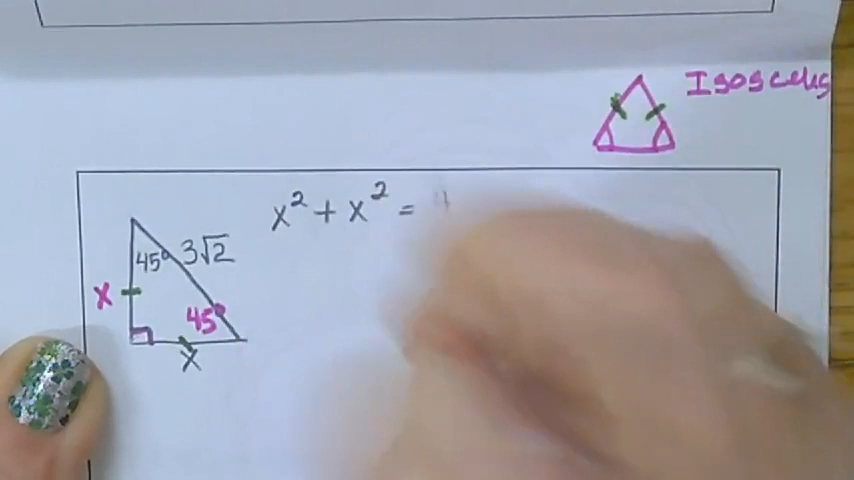 Isosceles
x² + x² =
45° 3√2
x
45°
x